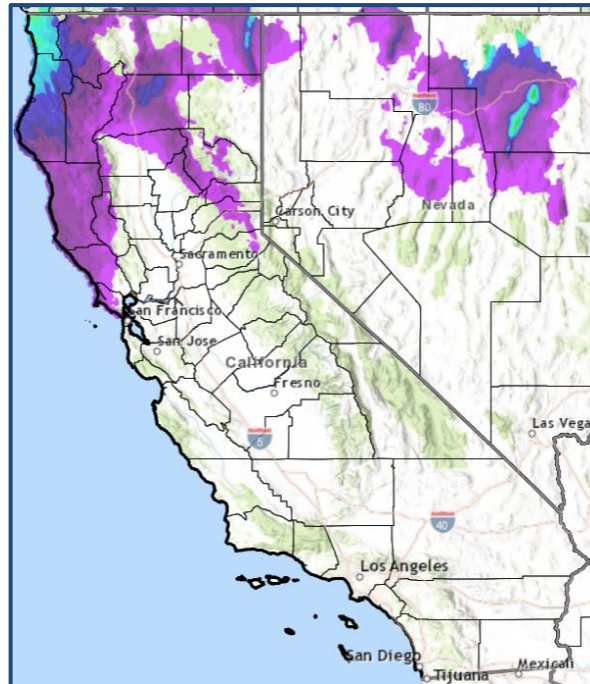 80
Nevada
Carson City
Sacramento
San Francisco
San Jose
California
Fresno
5
Las Vega
40
Los Angeles
San Diego
Tijuana
Mexicali